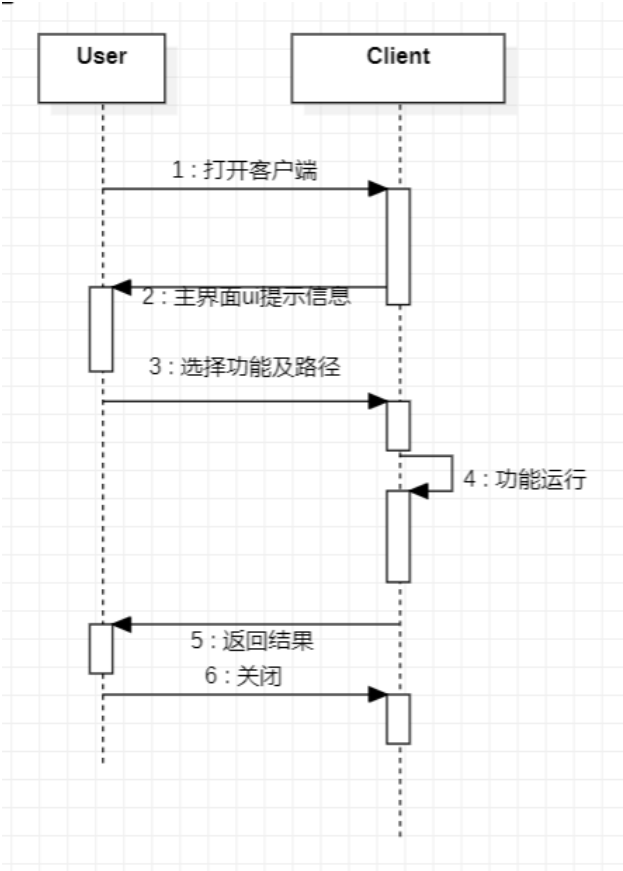 User
Client
1 : 打开客户端
2 : 主界面ui提示信息
3 : 选择功能及路径
4 : 功能运行
5 : 返回结果
6 : 关闭